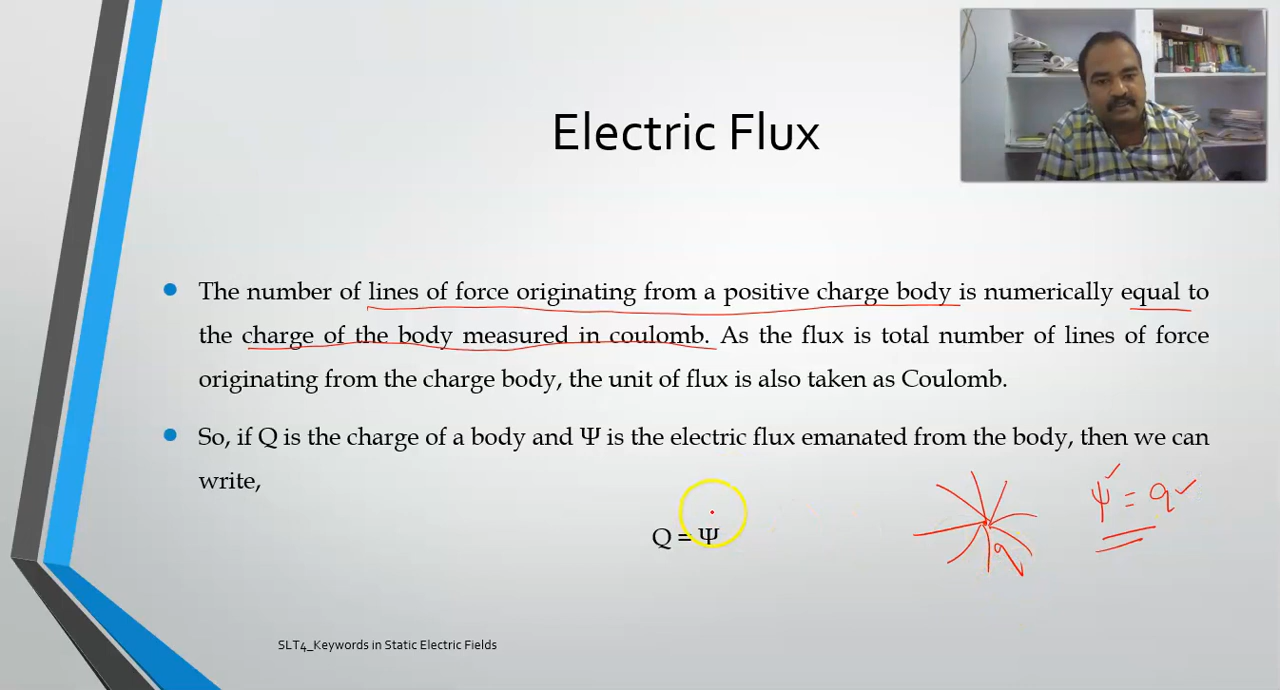 Electric Flux
The number of lines of force originating from a positive charge body is numerically equal to
the charge of the body measured in coulomb. As the flux is total number of lines of force
originating from the charge body, the unit of flux is also taken as Coulomb.
So, if Q is the charge of a body and Ψ is the electric flux emanated from the body, then we can
write,
Ψ = q
Q = Ψ
q
SLT4_Keywords in Static Electric Fields